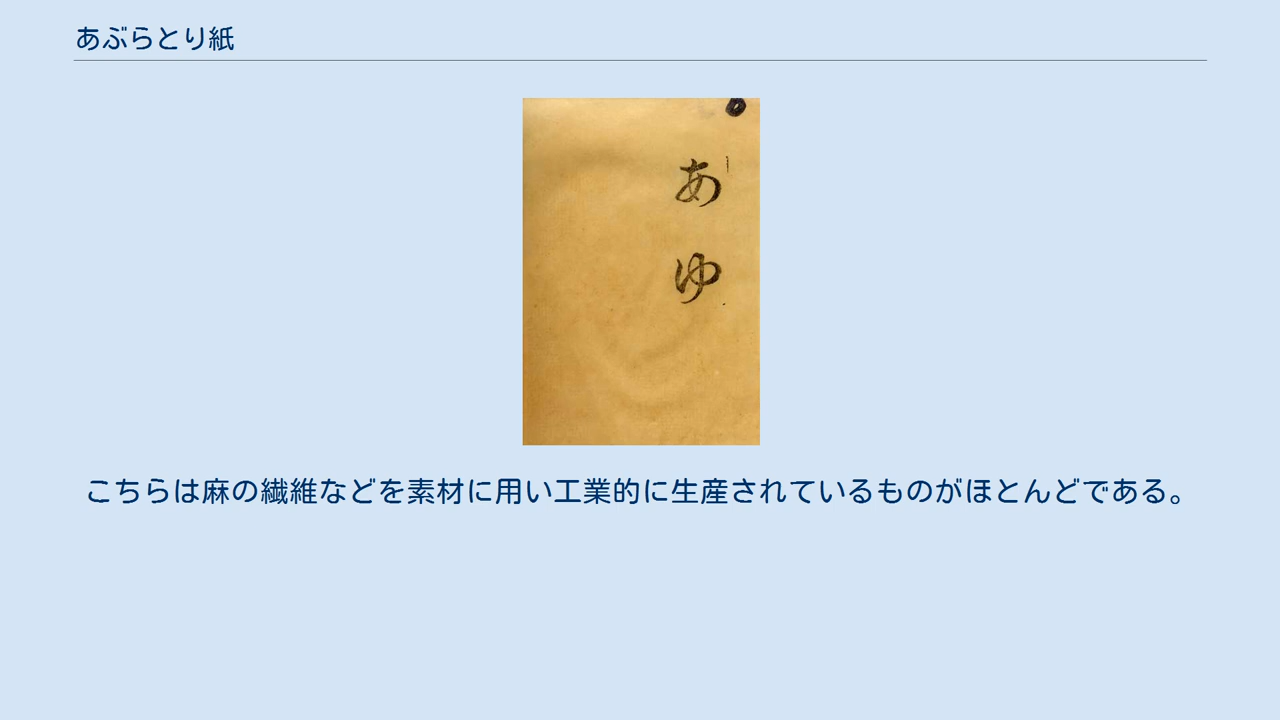 あぶらとり紙
あゆ
こちらは麻の繊維などを素材に用い工業的に生産されているものがほとんどである。